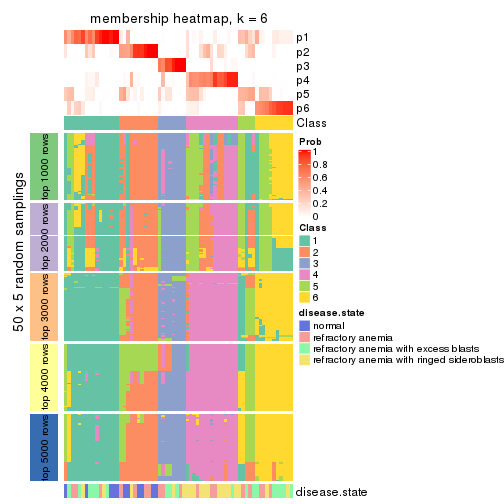 membership heatmap, k = 6
p1
p2
p3
p4
p5
p6
Class
50 x 5 random samplings
top 1000 rows
top 2000 rows
top 3000 rows
top 4000 rows
top 5000 rows
Prob
1
0.8
0.6
0.4
0.2
0
Class
1
2
3
4
5
6
disease.state
normal
refractory anemia
refractory anemia with excess blasts
refractory anemia with ringed sideroblasts
disease.state